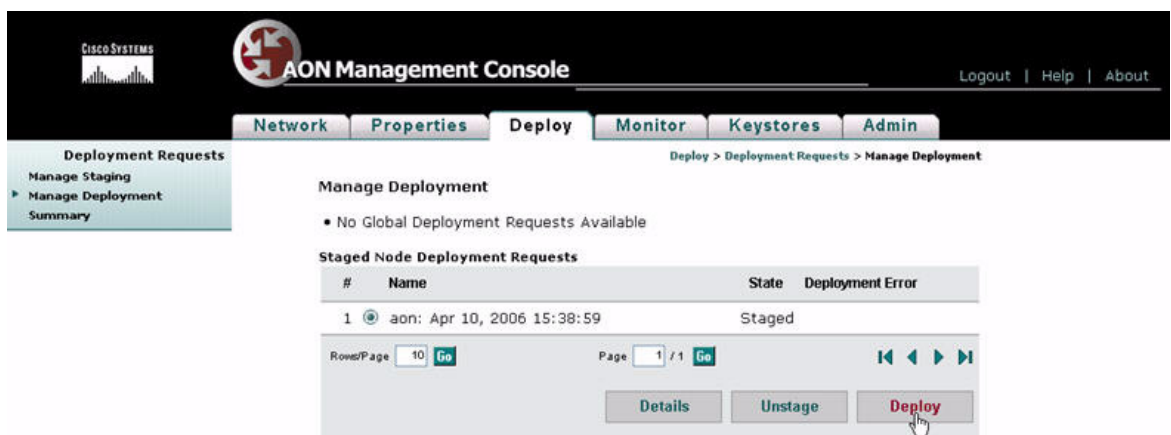 CISCO SYSTEMS
AON Management Console
Logout | Help | About
Network Properties Deploy Monitor Keystores Admin
Deployment Requests
Manage Staging
Manage Deployment
Summary
Deploy > Deployment Requests > Manage Deployment
Manage Deployment
• No Global Deployment Requests Available
Staged Node Deployment Requests
# Name State Deployment Error
1 aon: Apr 10, 2006 15:38:59 Staged
Rows/Page 10 Go Page 1 / 1 Go
Details Unstage Deploy